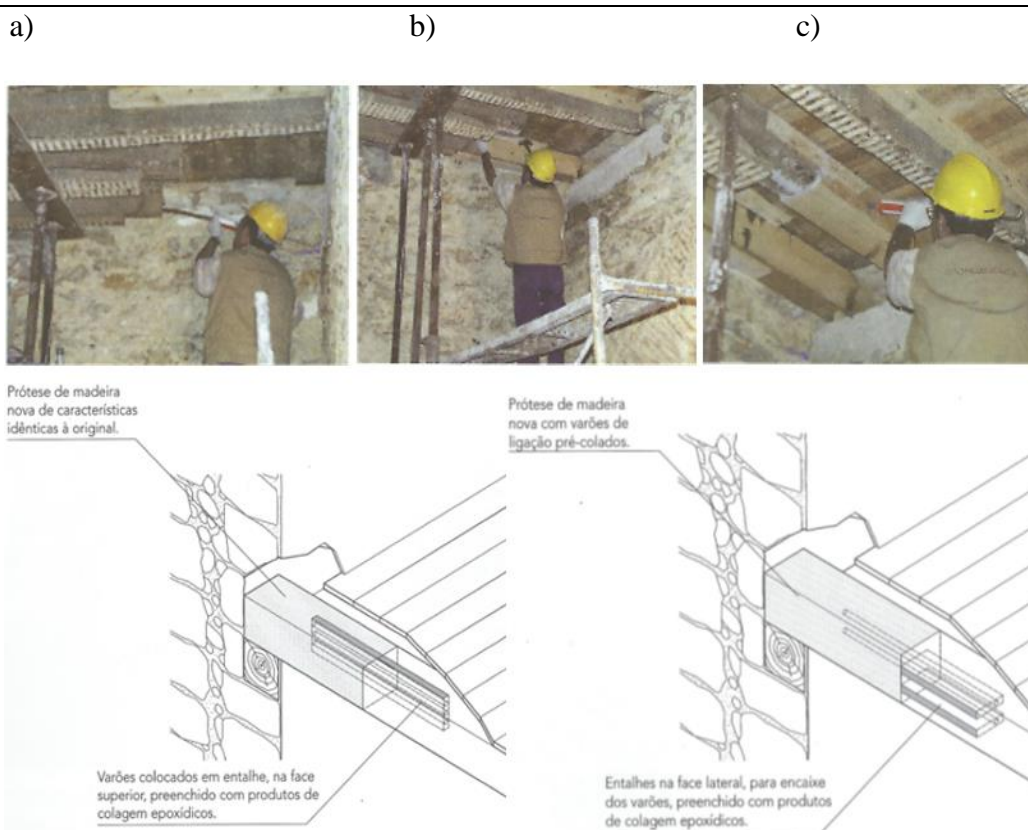 a)
b)
c)
Prótese de madeira
nova de características
idênticas à original.
Prótese de madeira
nova com varões de
ligação pré-colados.
Varões colocados em entalhe, na face
superior, preenchido com produtos de
colagem epoxídicos.
Entalhes na face lateral, para encaixe
dos varões, preenchido com produtos
de colagem epoxídicos.